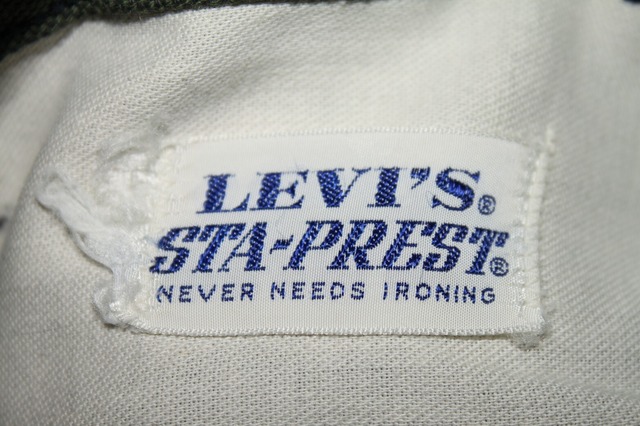 LEVI'S®
STA-PREST®
NEVER NEEDS IRONING